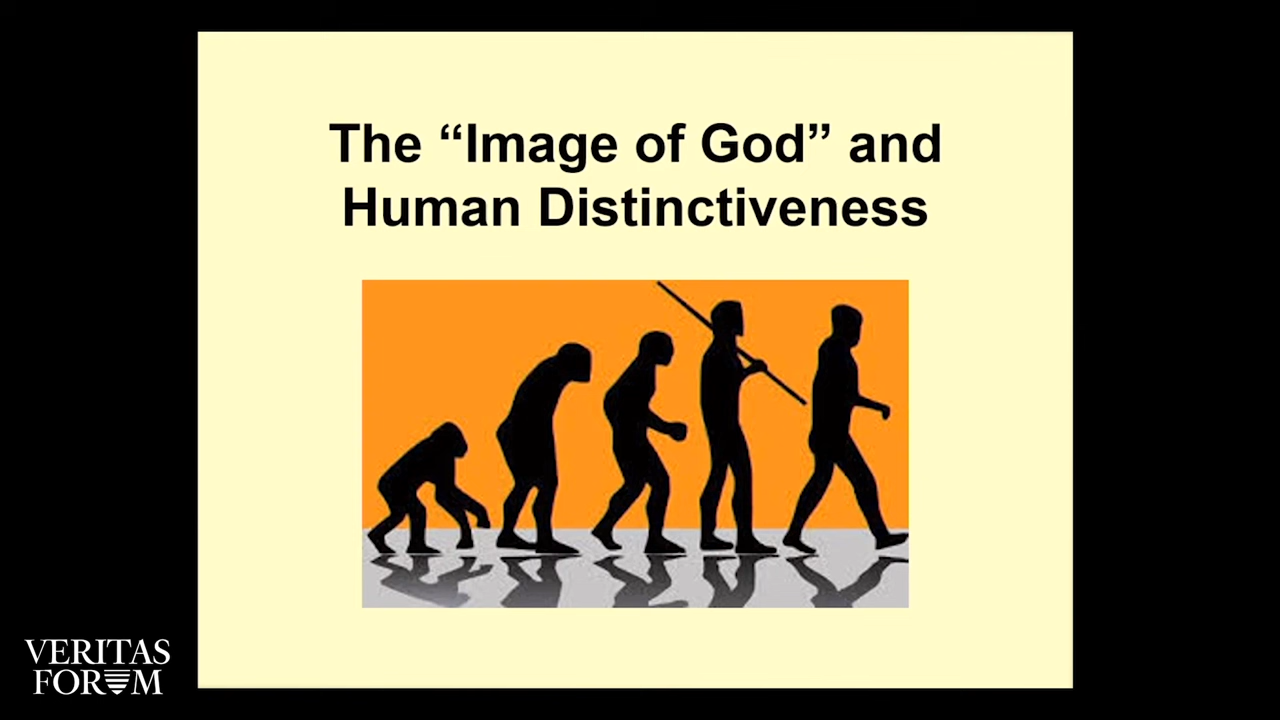 The “Image of God” and
Human Distinctiveness
VERITAS
FORUM